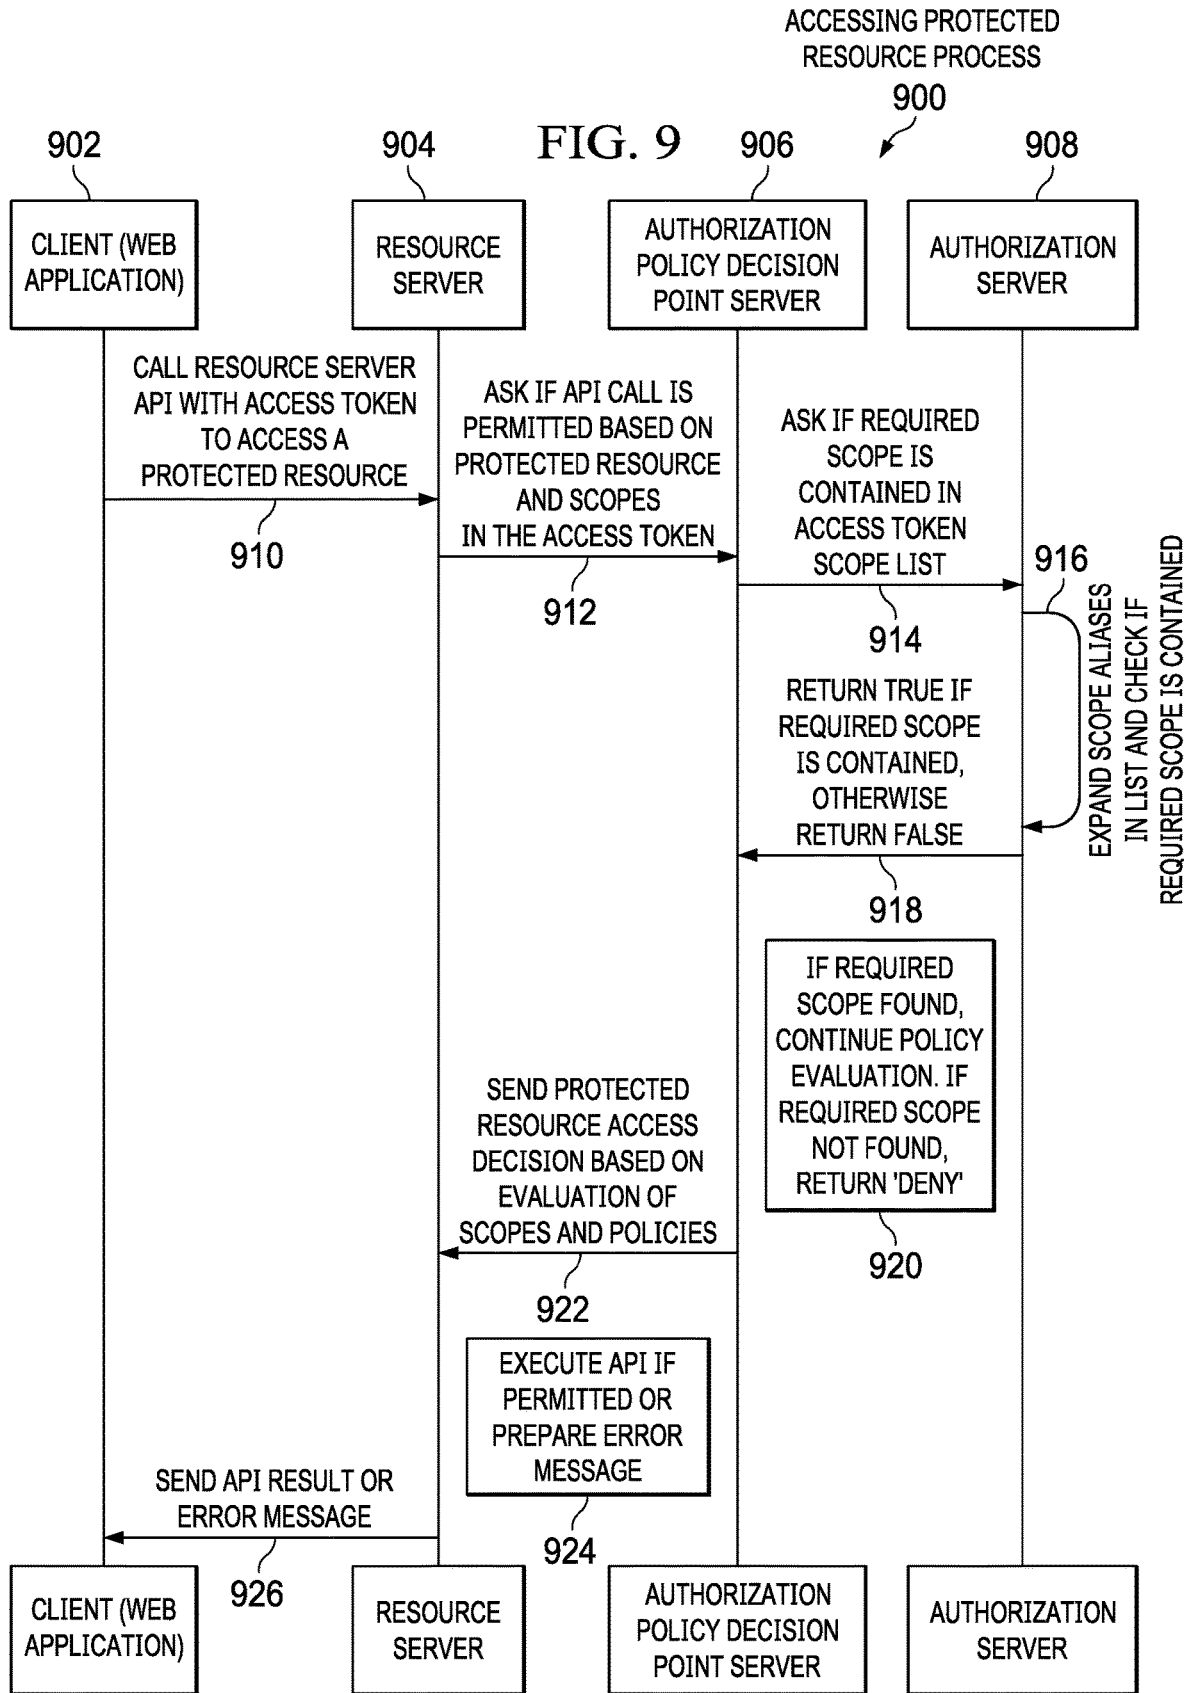 ACCESSING PROTECTED
RESOURCE PROCESS
900
FIG. 9
902
904
906
908
CLIENT (WEB
APPLICATION)
RESOURCE
SERVER
AUTHORIZATION
POLICY DECISION
POINT SERVER
AUTHORIZATION
SERVER
CALL RESOURCE SERVER
API WITH ACCESS TOKEN
TO ACCESS A
PROTECTED RESOURCE
910
ASK IF API CALL IS
PERMITTED BASED ON
PROTECTED RESOURCE
AND SCOPES
IN THE ACCESS TOKEN
912
ASK IF REQUIRED
SCOPE IS
CONTAINED IN
ACCESS TOKEN
SCOPE LIST
914
916
EXPAND SCOPE ALIASES
IN LIST AND CHECK IF
REQUIRED SCOPE IS CONTAINED
RETURN TRUE IF
REQUIRED SCOPE
IS CONTAINED,
OTHERWISE
RETURN FALSE
918
IF REQUIRED
SCOPE FOUND,
CONTINUE POLICY
EVALUATION. IF
REQUIRED SCOPE
NOT FOUND,
RETURN 'DENY'
920
SEND PROTECTED
RESOURCE ACCESS
DECISION BASED ON
EVALUATION OF
SCOPES AND POLICIES
922
EXECUTE API IF
PERMITTED OR
PREPARE ERROR
MESSAGE
924
SEND API RESULT OR
ERROR MESSAGE
926
CLIENT (WEB
APPLICATION)
RESOURCE
SERVER
AUTHORIZATION
POLICY DECISION
POINT SERVER
AUTHORIZATION
SERVER